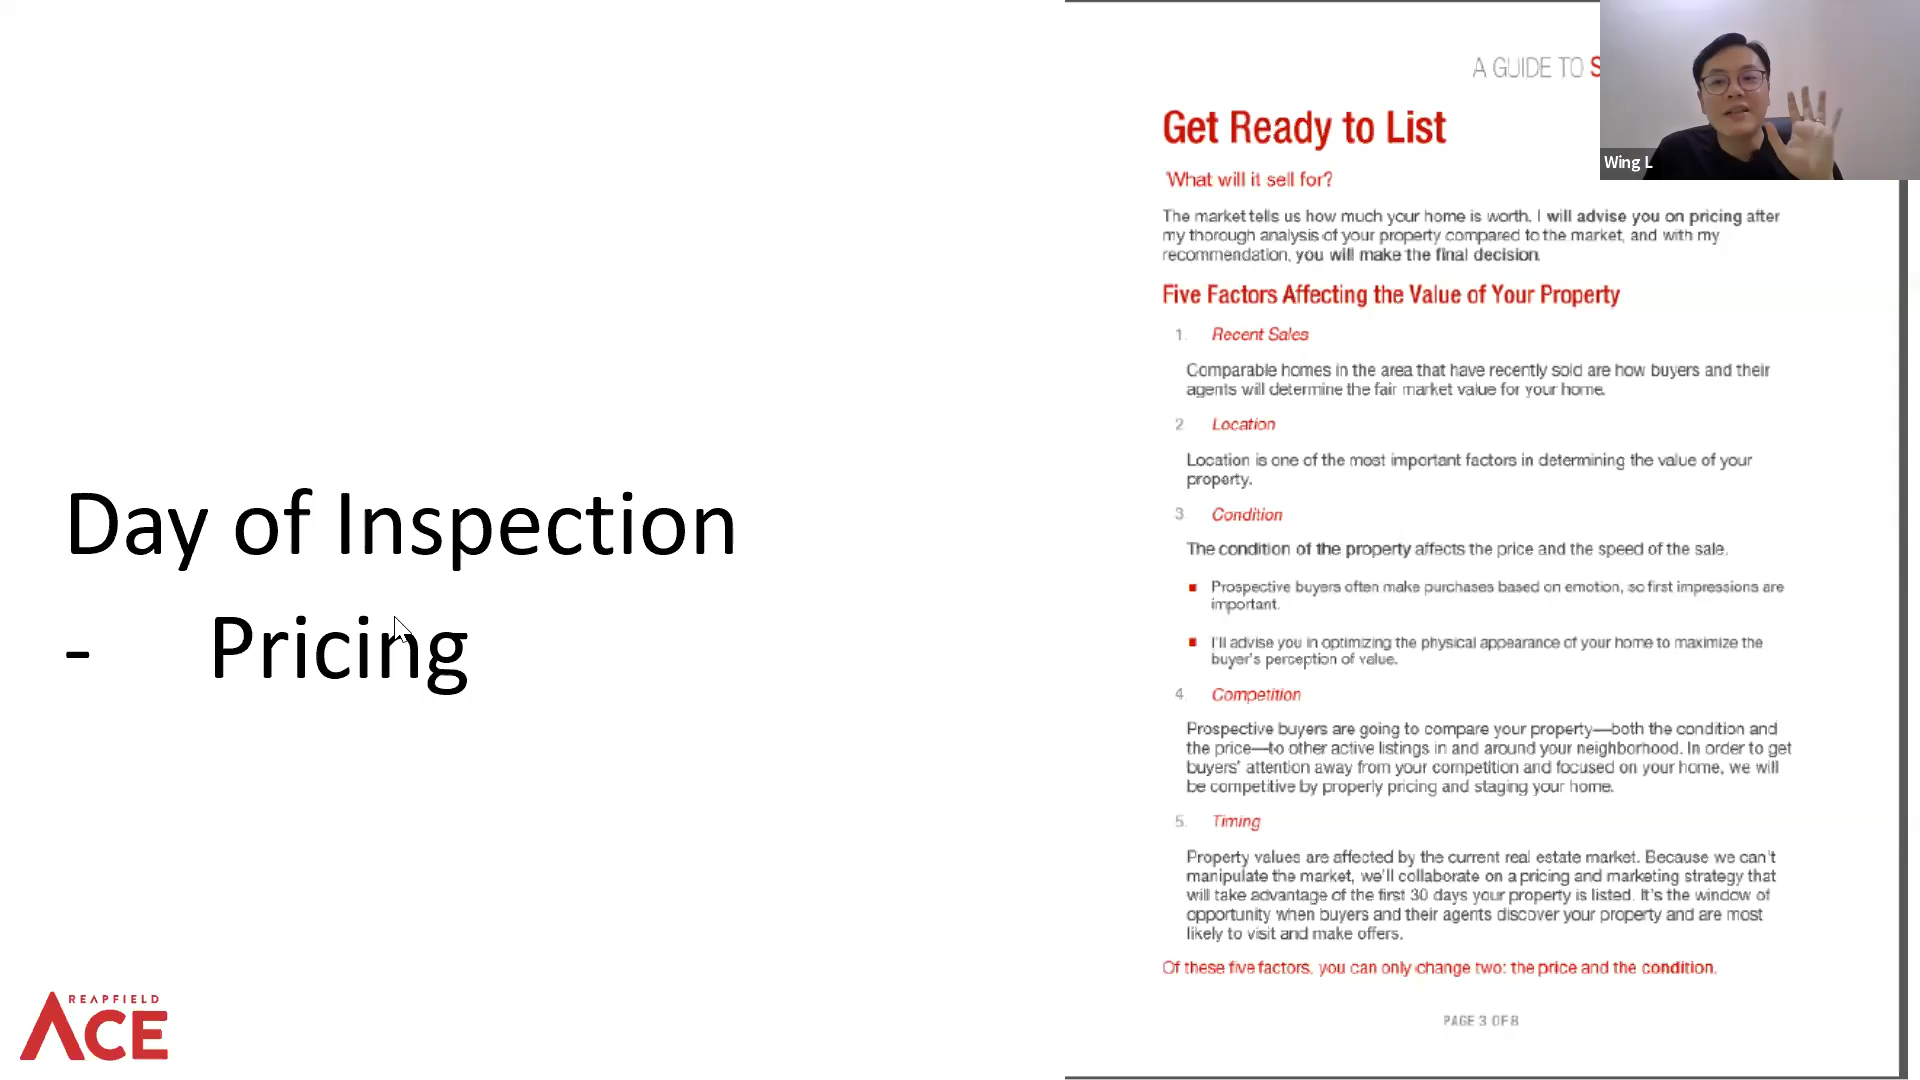 Day of Inspection
- Pricing
REAPFIELD
ACE
A GUIDE TO
Get Ready to List
'What will it sell for?
The market tells us how much your home is worth. I will advise you on pricing after
my thorough analysis of your property compared to the market, and with my
recommendation, you will make the final decision.
Five Factors Affecting the Value of Your Property
1. Recent Sales
Comparable homes in the area that have recently sold are how buyers and their
agents will determine the fair market value for your home.
2. Location
Location is one of the most important factors in determining the value of your
property.
3. Condition
The condition of the property affects the price and the speed of the sale.
Prospective buyers often make purchases based on emotion, so first impressions are
important.
I'll advise you in optimizing the physical appearance of your home to maximize the
buyer's perception of value.
4. Competition
Prospective buyers are going to compare your property—both the condition and
the price—to other active listings in and around your neighborhood. In order to get
buyers' attention away from your competition and focused on your home, we will
be competitive by properly pricing and staging your home.
5. Timing
Property values are affected by the current real estate market. Because we can't
manipulate the market, we'll collaborate on a pricing and marketing strategy that
will take advantage of the first 30 days your property is listed. It's the window of
opportunity when buyers and their agents discover your property and are most
likely to visit and make offers.
Of these five factors, you can only change two: the price and the condition.
PAGE 3 OF 8
Wing L